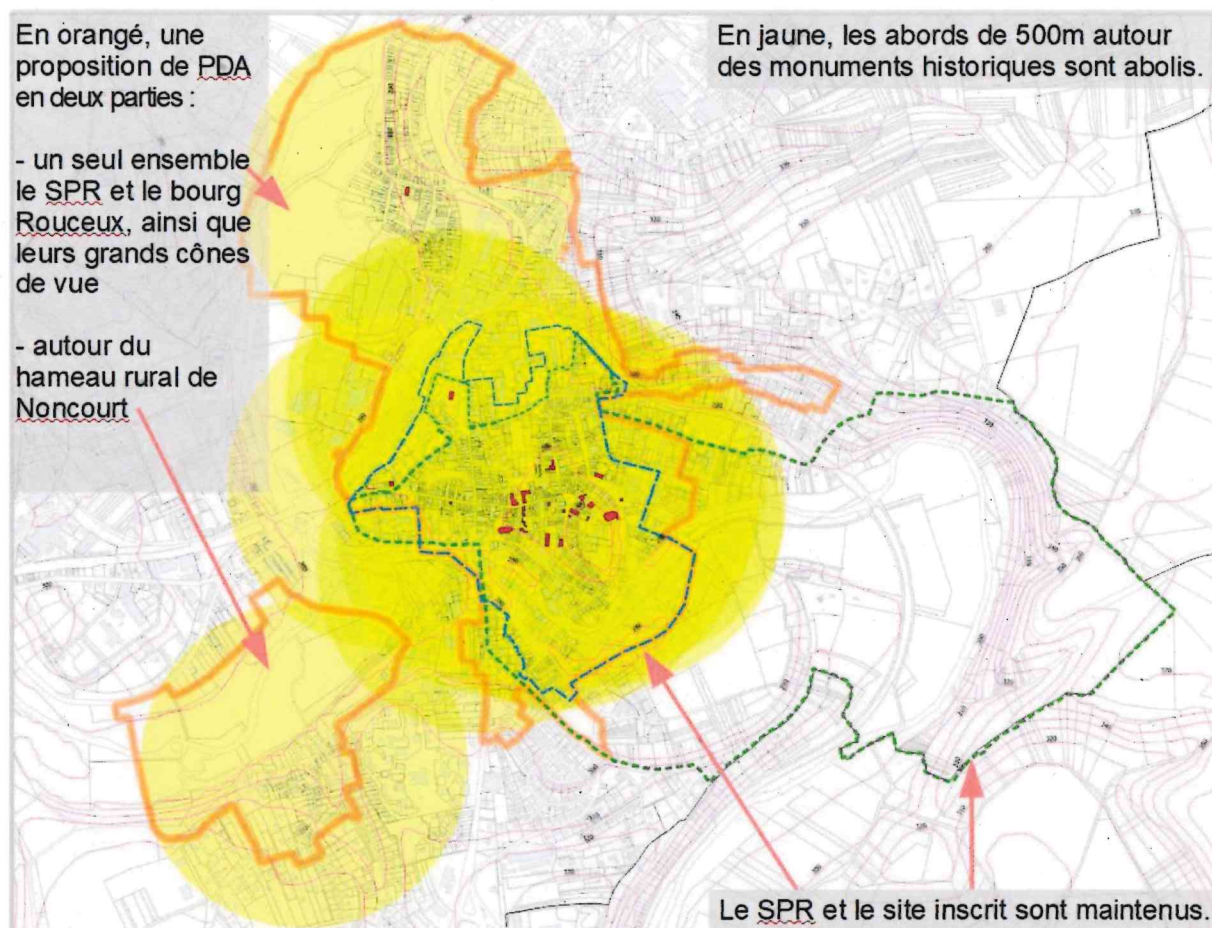 En orangé, une
proposition de PDA
en deux parties :
- un seul ensemble
le SPR et le bourg
Rouceux, ainsi que
leurs grands cônes
de vue
- autour du
hameau rural de
Noncourt
En jaune, les abords de 500m autour
des monuments historiques sont abolis.
Le SPR et le site inscrit sont maintenus.